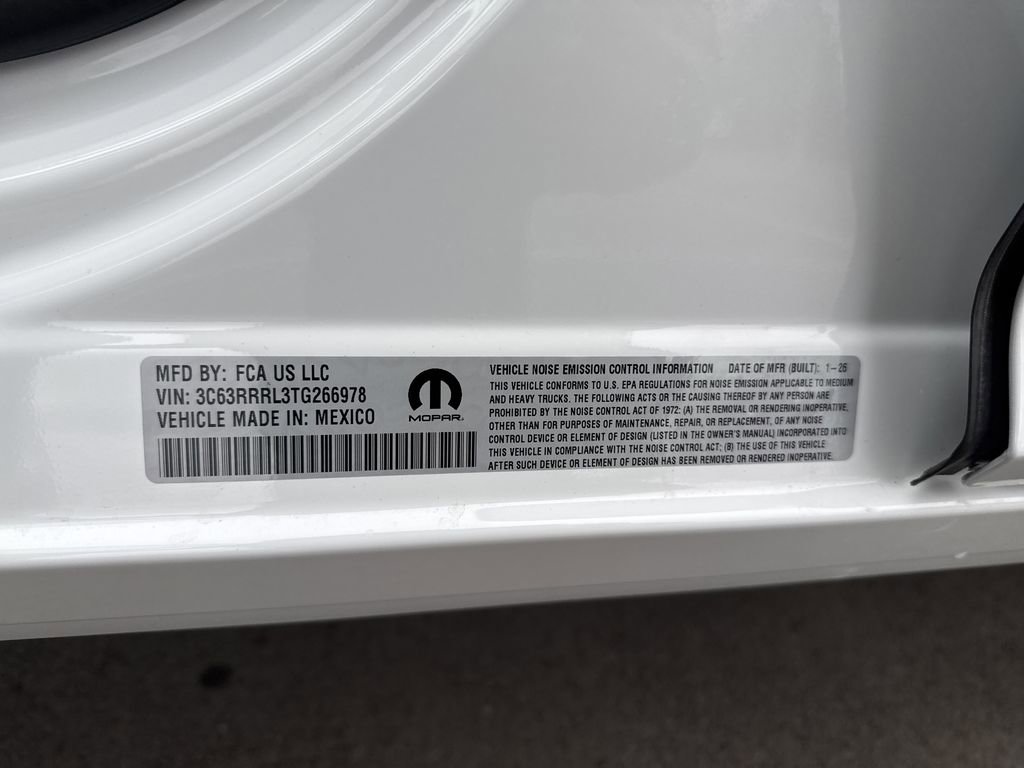 MFD BY: FCA US LLC
VIN: 3C63RRRL3TG266978
VEHICLE MADE IN: MEXICO
MOPAR
VEHICLE NOISE EMISSION CONTROL INFORMATION DATE OF MFR (BUILT): 1-26
THIS VEHICLE CONFORMS TO U.S. EPA REGULATIONS FOR NOISE EMISSION APPLICABLE TO MEDIUM
AND HEAVY TRUCKS. THE FOLLOWING ACTS OR THE CAUSING THEREOF BY ANY PERSON ARE
PROHIBITED BY THE NOISE CONTROL ACT OF 1972: (A) THE REMOVAL OR RENDERING INOPERATIVE,
OTHER THAN FOR PURPOSES OF MAINTENANCE, REPAIR, OR REPLACEMENT, OF ANY NOISE
CONTROL DEVICE OR ELEMENT OF DESIGN (LISTED IN THE OWNER'S MANUAL) INCORPORATED INTO
THIS VEHICLE IN COMPLIANCE WITH THE NOISE CONTROL ACT; (B) THE USE OF THIS VEHICLE
AFTER SUCH DEVICE OR ELEMENT OF DESIGN HAS BEEN REMOVED OR RENDERED INOPERATIVE.